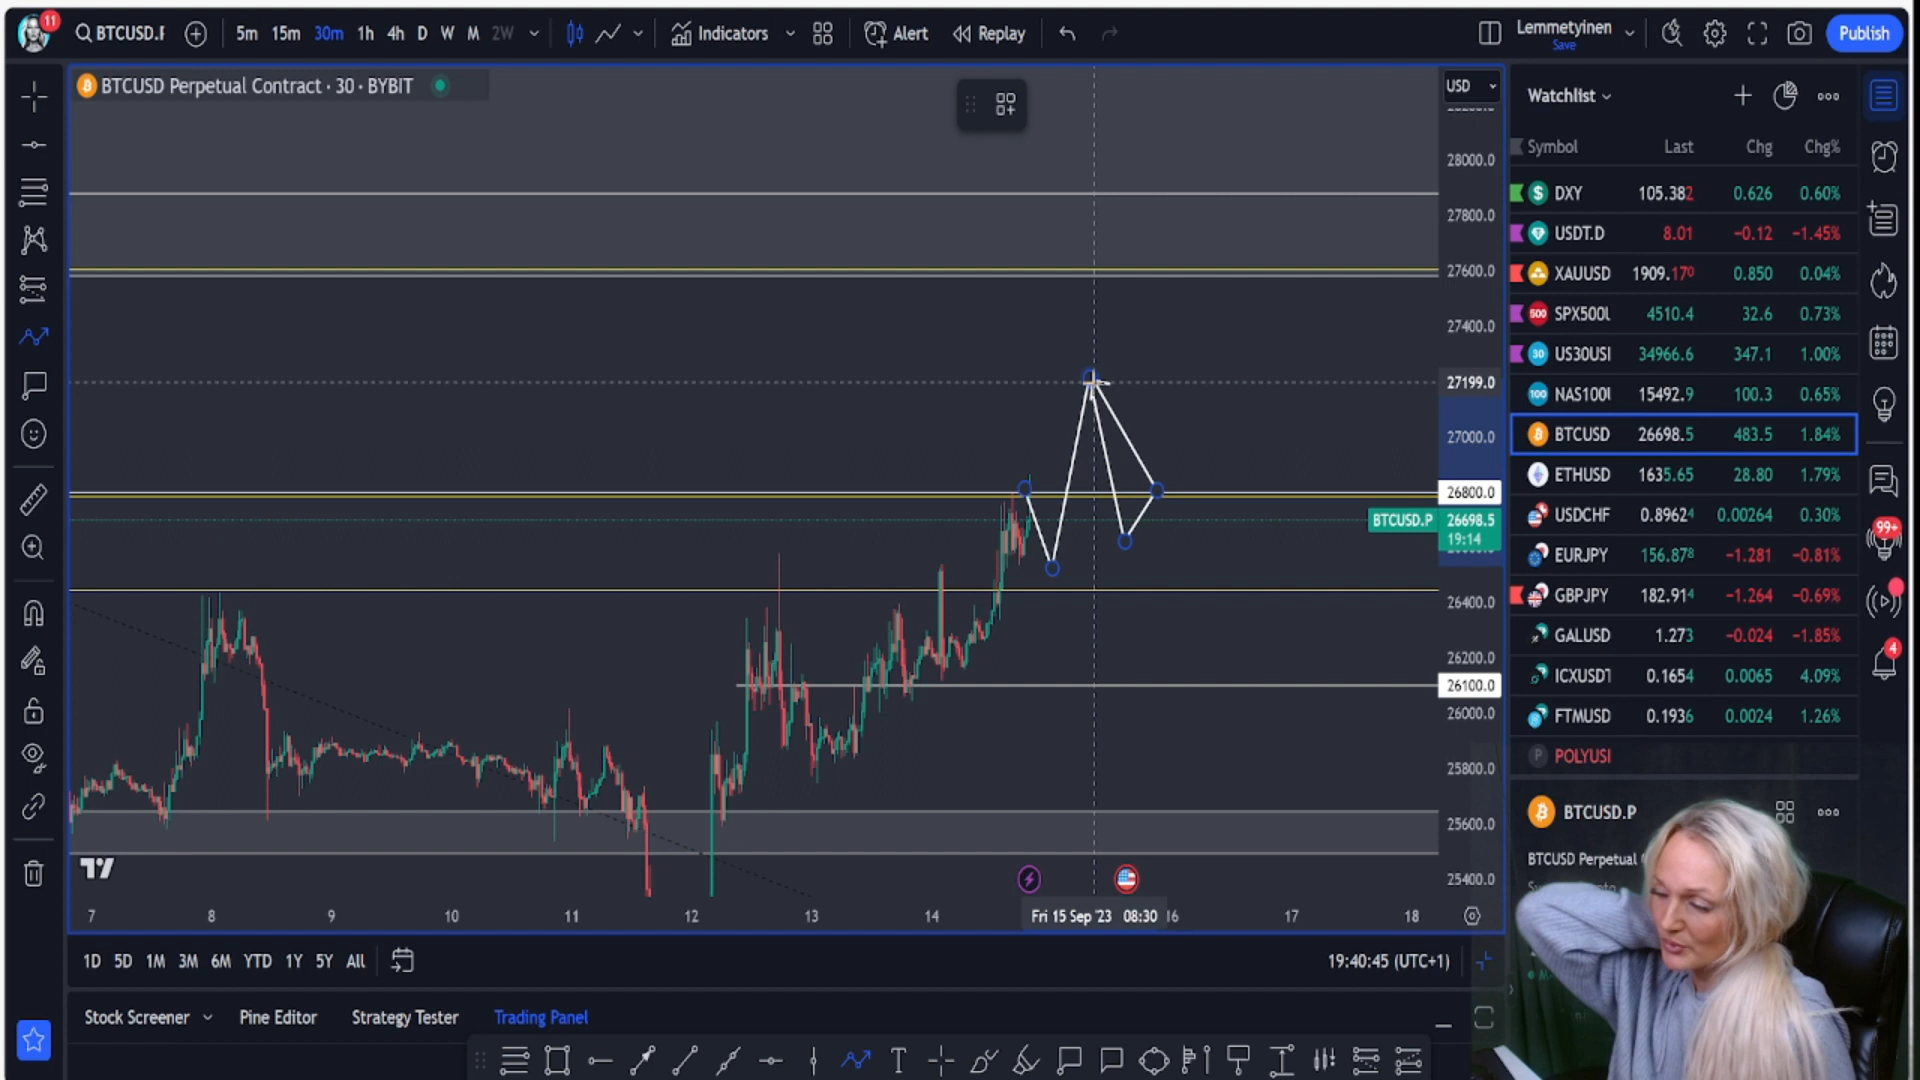 11
BTCUSD.P
5m 15m 30m 1h 4h D W M 2W
Indicators
Alert
Replay
Lemmetyinen
Save
Publish
BTCUSD Perpetual Contract · 30 · BYBIT
USD
28000.0
27800.0
27600.0
27400.0
27199.0
27000.0
26800.0
BTCUSD.P 26698.5
19:14
26400.0
26200.0
26100.0
26000.0
25800.0
25600.0
25400.0
7 8 9 10 11 12 13 14 Fri 15 Sep '23 08:30 16 17 18
1D 5D 1M 3M 6M YTD 1Y 5Y All
19:40:45 (UTC+1)
Stock Screener Pine Editor Strategy Tester Trading Panel
Watchlist
Symbol Last Chg Chg%
DXY 105.382 0.626 0.60%
USDT.D 8.01 −0.12 −1.45%
XAUUSD 1909.170 0.850 0.04%
500 SPX500U 4510.4 32.6 0.73%
30 US30USI 34966.6 347.1 1.00%
100 NAS100U 15492.9 100.3 0.65%
BTCUSD 26698.5 483.5 1.84%
ETHUSD 1635.65 28.80 1.79%
USDCHF 0.89624 0.00264 0.30%
EURJPY 156.878 −1.281 −0.81%
GBPJPY 182.914 −1.264 −0.69%
GALUSD 1.273 −0.024 −1.85%
ICXUSDT 0.1654 0.0065 4.09%
FTMUSD 0.1936 0.0024 1.26%
P POLYUSI
BTCUSD.P
BTCUSD Perpetual
99+
4